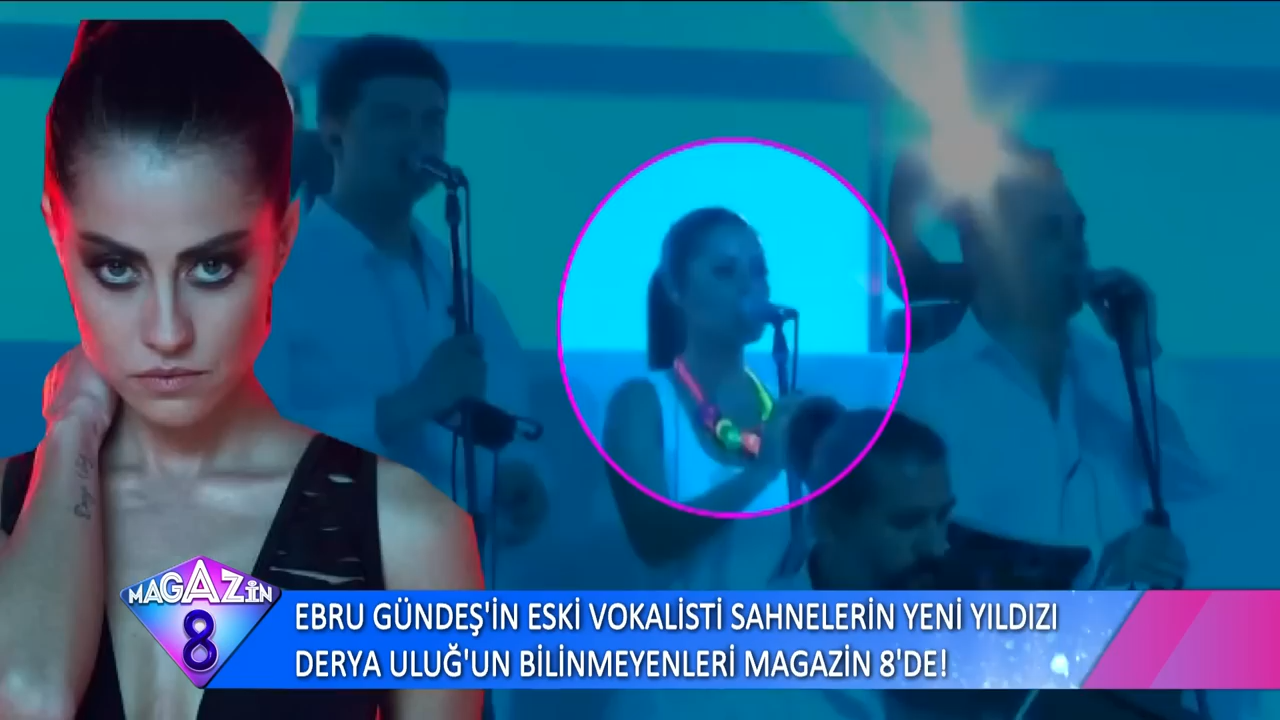 MAGAZİN
8
EBRU GÜNDEŞ'İN ESKİ VOKALİSTİ SAHNELERİN YENİ YILDIZI
DERYA ULUĞ'UN BİLİNMEYENLERİ MAGAZİN 8'DE!